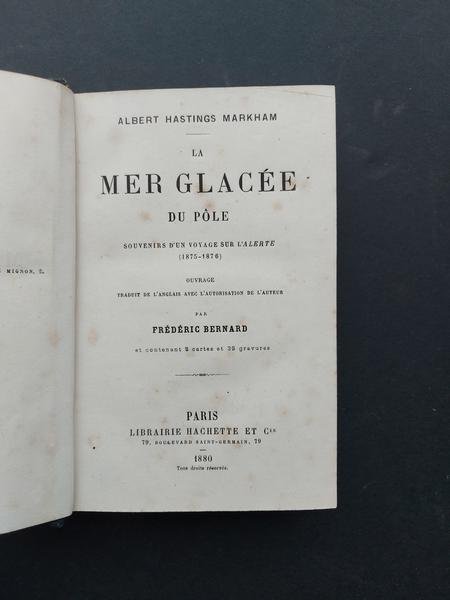 MIGNON, 2.
ALBERT HASTINGS MARKHAM
LA
MER GLACÉE
DU PÔLE
SOUVENIRS D'UN VOYAGE SUR L'ALERTE
(1875-1876)
OUVRAGE
TRADUIT DE L'ANGLAIS AVEC L'AUTORISATION DE L'AUTEUR
PAR
FRÉDÉRIC BERNARD
et contenant 2 cartes et 32 gravures
PARIS
LIBRAIRIE HACHETTE ET Cie
79, BOULEVARD SAINT-GERMAIN, 79
1880
Tous droits réservés.